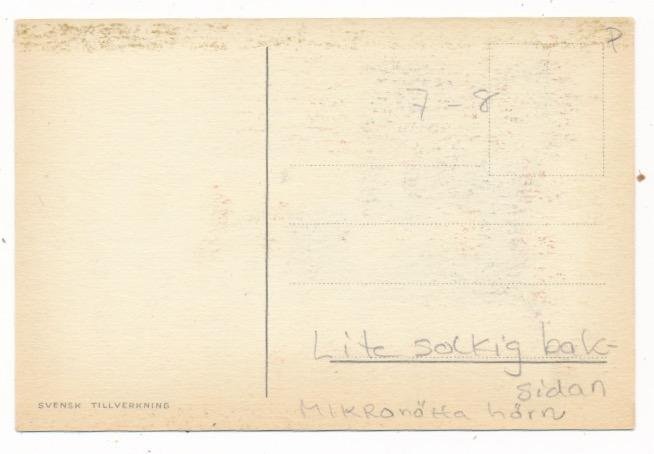 P
7-8
Lite solkig bak-
sidan
MIKRonötta hörn
SVENSK TILLVERKNING